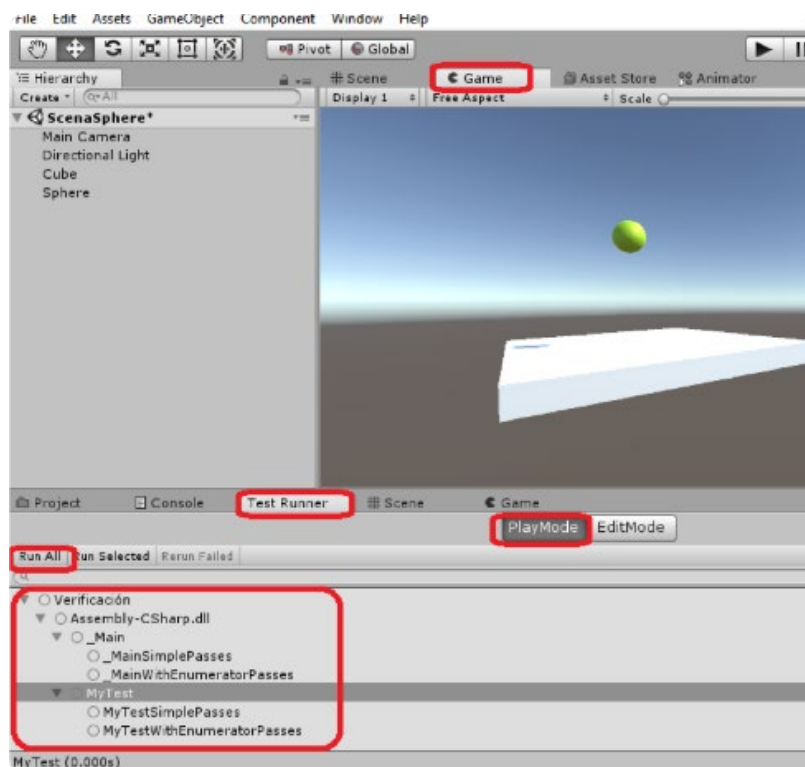 File Edit Assets GameObject Component Window Help
Pivot Global
Hierarchy
Scene Game Asset Store Animator
Create All
Display 1 Free Aspect Scale
ScenaSphere*
Main Camera
Directional Light
Cube
Sphere
Project Console Test Runner Scene Game
PlayMode EditMode
Run All Run Selected Rerun Failed
Verificación
Assembly-CSharp.dll
_Main
_MainSimplePasses
_MainWithEnumeratorPasses
MyTest
MyTestSimplePasses
MyTestWithEnumeratorPasses
MyTest (0.000s)